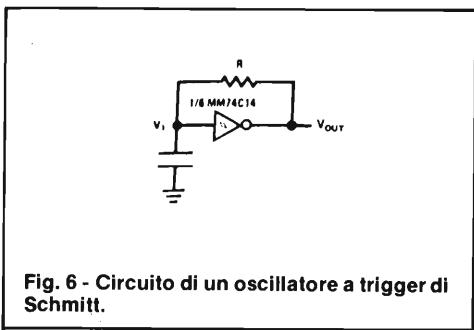 R
1/6 MM74C14
V₁ V_OUT
Fig. 6 - Circuito di un oscillatore a trigger di
Schmitt.